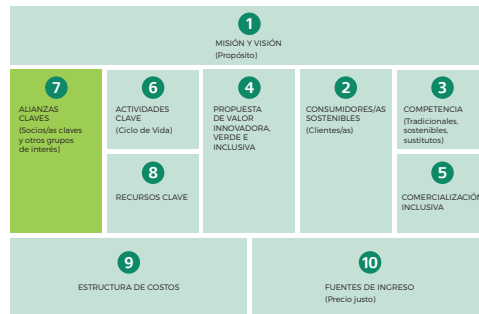 1
MISIÓN Y VISIÓN
(Propósito)
7
ALIANZAS
CLAVES
(Socios/as claves
y otros grupos
de interés)
6
ACTIVIDADES
CLAVE
(Ciclo de Vida)
4
PROPUESTA
DE VALOR
INNOVADORA,
VERDE E
INCLUSIVA
2
CONSUMIDORES/AS
SOSTENIBLES
(Clientes/as)
3
COMPETENCIA
(Tradicionales,
sostenibles,
sustitutos)
8
RECURSOS CLAVE
5
COMERCIALIZACIÓN
INCLUSIVA
9
ESTRUCTURA DE COSTOS
10
FUENTES DE INGRESO
(Precio justo)